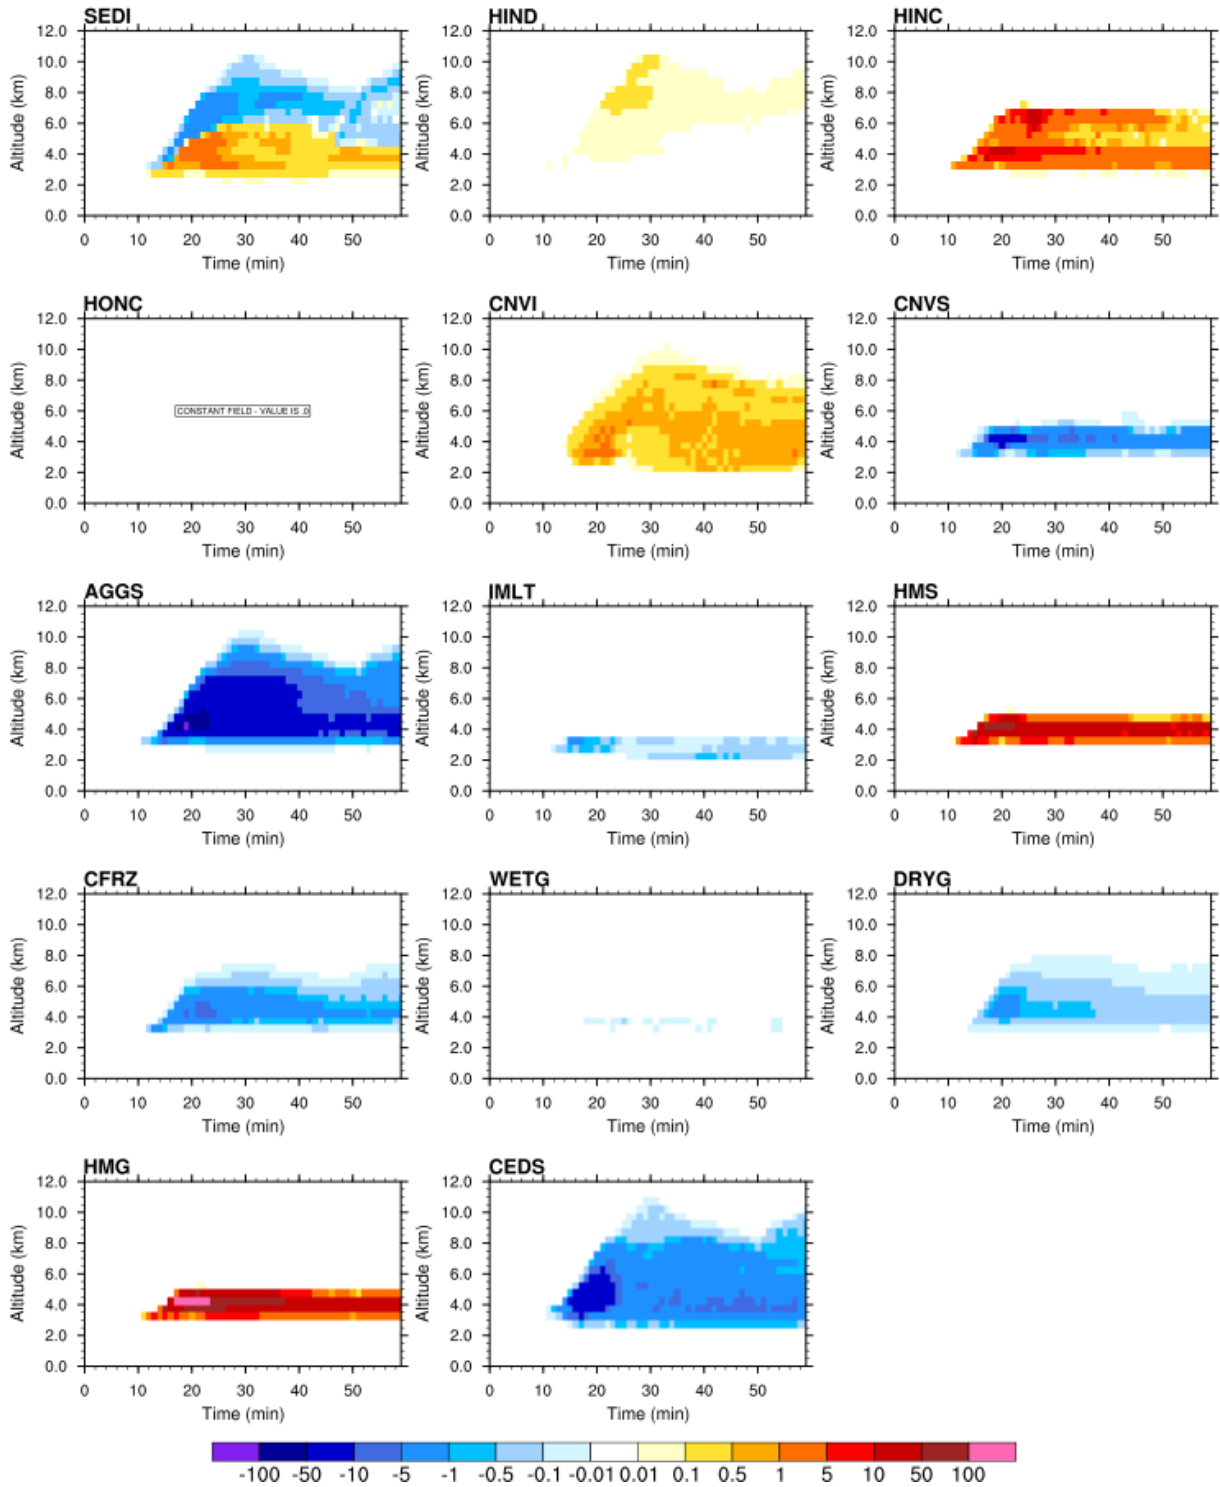 SEDI HIND HINC
12.0 12.0 12.0
10.0 10.0 10.0
8.0 8.0 8.0
6.0 6.0 6.0
4.0 4.0 4.0
2.0 2.0 2.0
0.0 0.0 0.0
Altitude (km) Altitude (km) Altitude (km)
0 10 20 30 40 50 0 10 20 30 40 50 0 10 20 30 40 50
Time (min) Time (min) Time (min)
HONC CNVI CNVS
12.0 12.0 12.0
10.0 10.0 10.0
8.0 8.0 8.0
6.0 CONSTANT FIELD - VALUE IS .0 6.0 6.0
4.0 4.0 4.0
2.0 2.0 2.0
0.0 0.0 0.0
Altitude (km) Altitude (km) Altitude (km)
0 10 20 30 40 50 0 10 20 30 40 50 0 10 20 30 40 50
Time (min) Time (min) Time (min)
AGGS IMLT HMS
12.0 12.0 12.0
10.0 10.0 10.0
8.0 8.0 8.0
6.0 6.0 6.0
4.0 4.0 4.0
2.0 2.0 2.0
0.0 0.0 0.0
Altitude (km) Altitude (km) Altitude (km)
0 10 20 30 40 50 0 10 20 30 40 50 0 10 20 30 40 50
Time (min) Time (min) Time (min)
CFRZ WETG DRYG
12.0 12.0 12.0
10.0 10.0 10.0
8.0 8.0 8.0
6.0 6.0 6.0
4.0 4.0 4.0
2.0 2.0 2.0
0.0 0.0 0.0
Altitude (km) Altitude (km) Altitude (km)
0 10 20 30 40 50 0 10 20 30 40 50 0 10 20 30 40 50
Time (min) Time (min) Time (min)
HMG CEDS
12.0 12.0
10.0 10.0
8.0 8.0
6.0 6.0
4.0 4.0
2.0 2.0
0.0 0.0
Altitude (km) Altitude (km)
0 10 20 30 40 50 0 10 20 30 40 50
Time (min) Time (min)
-100 -50 -10 -5 -1 -0.5 -0.1 -0.01 0.01 0.1 0.5 1 5 10 50 100